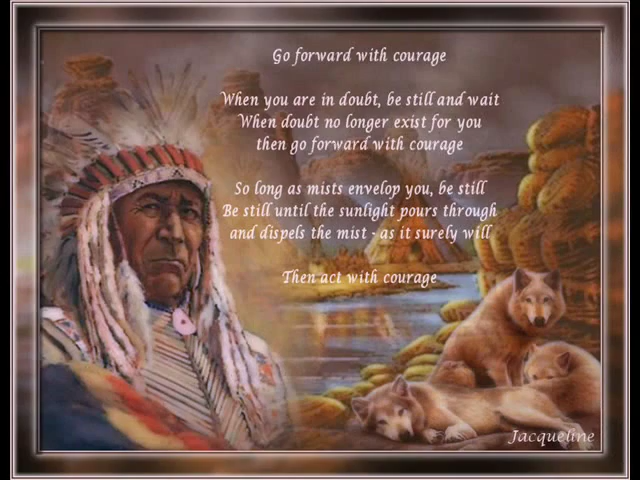 Go forward with courage
When you are in doubt, be still and wait
When doubt no longer exist for you
then go forward with courage
So long as mists envelop you, be still
Be still until the sunlight pours through
and dispels the mist - as it surely will
Then act with courage
Jacqueline